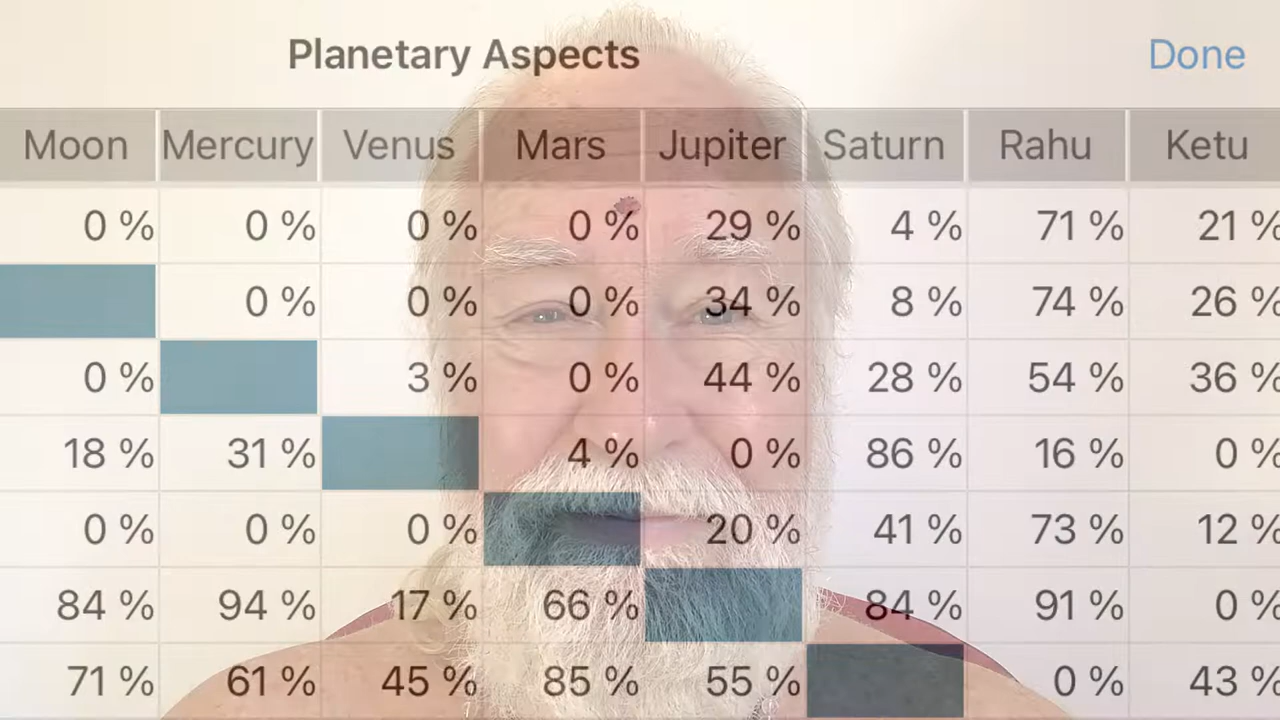 Planetary Aspects Done
Moon Mercury Venus Mars Jupiter Saturn Rahu Ketu
0 % 0 % 0 % 0 % 29 % 4 % 71 % 21 %
0 % 0 % 0 % 34 % 8 % 74 % 26 %
0 % 3 % 0 % 44 % 28 % 54 % 36 %
18 % 31 % 4 % 0 % 86 % 16 % 0 %
0 % 0 % 0 % 20 % 41 % 73 % 12 %
84 % 94 % 17 % 66 % 84 % 91 % 0 %
71 % 61 % 45 % 85 % 55 % 0 % 43 %